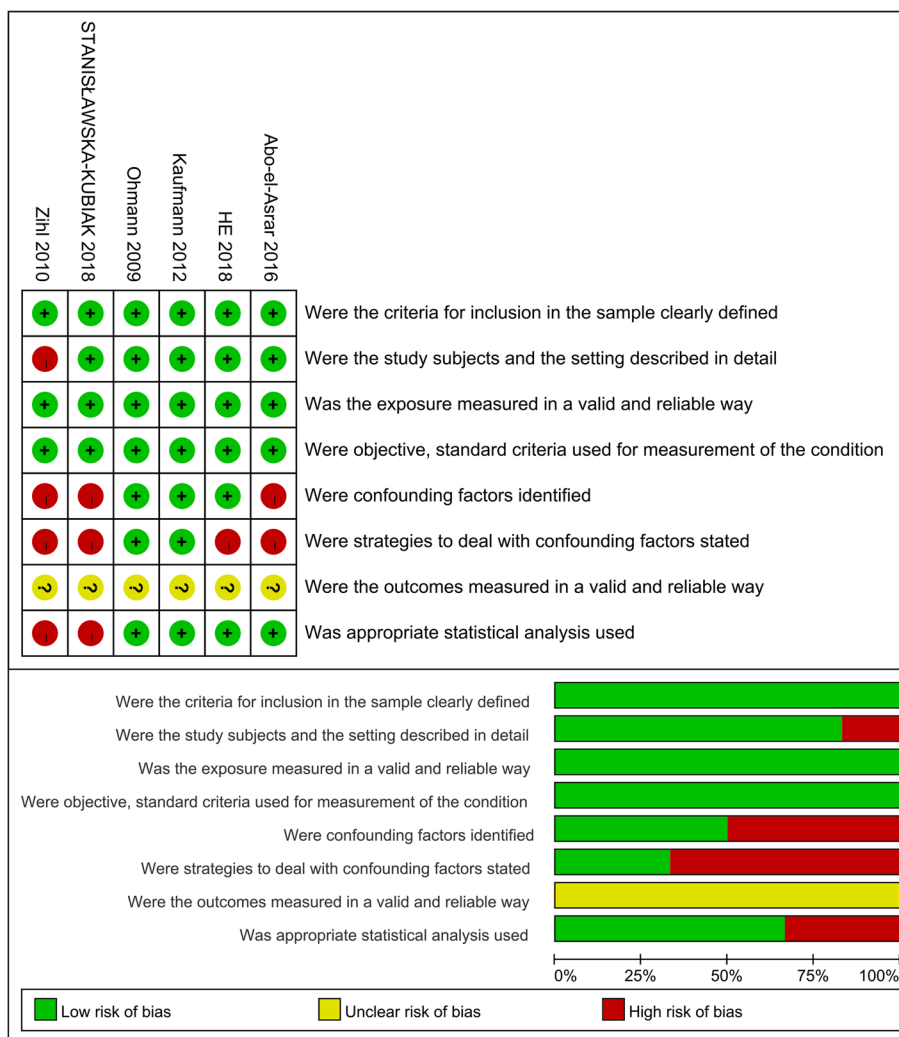 Zihl 2010
STANISŁAWSKA-KUBIAK 2018
Ohmann 2009
Kaufmann 2012
HE 2018
Abo-el-Asrar 2016
+ + + + + + Were the criteria for inclusion in the sample clearly defined
– + + + + + Were the study subjects and the setting described in detail
+ + + + + + Was the exposure measured in a valid and reliable way
+ + + + + + Were objective, standard criteria used for measurement of the condition
– – + + + – Were confounding factors identified
– – + + – – Were strategies to deal with confounding factors stated
? ? ? ? ? ? Were the outcomes measured in a valid and reliable way
– – + + + + Was appropriate statistical analysis used
Were the criteria for inclusion in the sample clearly defined
Were the study subjects and the setting described in detail
Was the exposure measured in a valid and reliable way
Were objective, standard criteria used for measurement of the condition
Were confounding factors identified
Were strategies to deal with confounding factors stated
Were the outcomes measured in a valid and reliable way
Was appropriate statistical analysis used
0% 25% 50% 75% 100%
Low risk of bias Unclear risk of bias High risk of bias